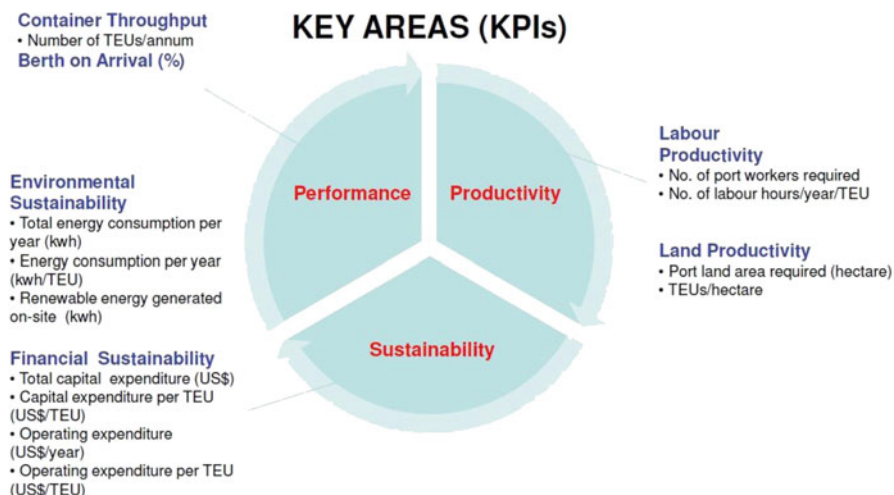 KEY AREAS (KPIs)
Container Throughput
• Number of TEUs/annum
Berth on Arrival (%)
Environmental
Sustainability
• Total energy consumption per
year (kwh)
• Energy consumption per year
(kwh/TEU)
• Renewable energy generated
on-site (kwh)
Financial Sustainability
• Total capital expenditure (US$)
• Capital expenditure per TEU
(US$/TEU)
• Operating expenditure
(US$/year)
• Operating expenditure per TEU
(US$/TEU)
Performance
Productivity
Sustainability
Labour
Productivity
• No. of port workers required
• No. of labour hours/year/TEU
Land Productivity
• Port land area required (hectare)
• TEUs/hectare